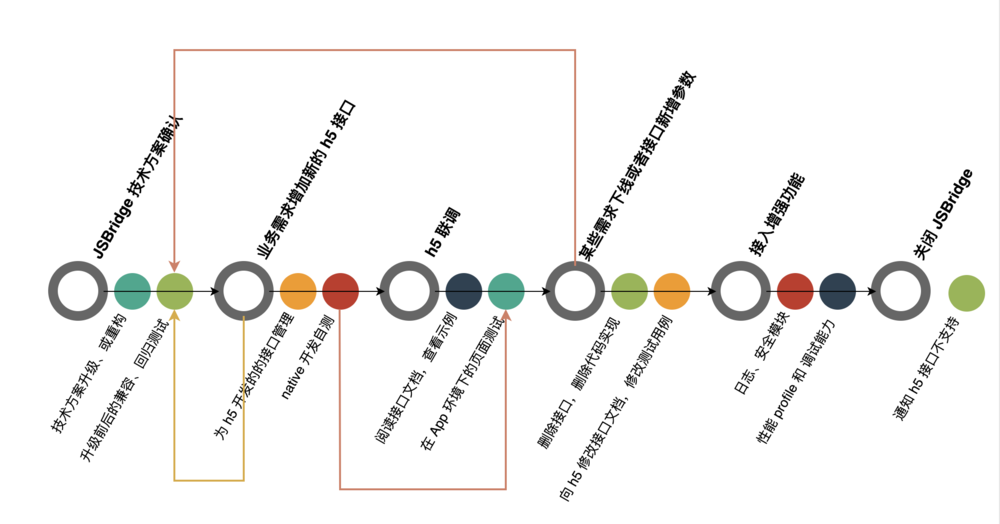 JSBridge 技术方案确认
业务需求增加新的 h5 接口
h5 联调
某些需求下线或者接口新增参数
接入增强功能
关闭 JSBridge
技术方案升级、或重构
升级前后的兼容、回归测试
为 h5 开发的的接口管理
native 开发自测
阅读接口文档，查看示例
在 App 环境下的页面测试
删除接口，删除代码实现
向 h5 修改接口文档，修改测试用例
日志、安全模块
性能 profile 和 调试能力
通知 h5 接口不支持